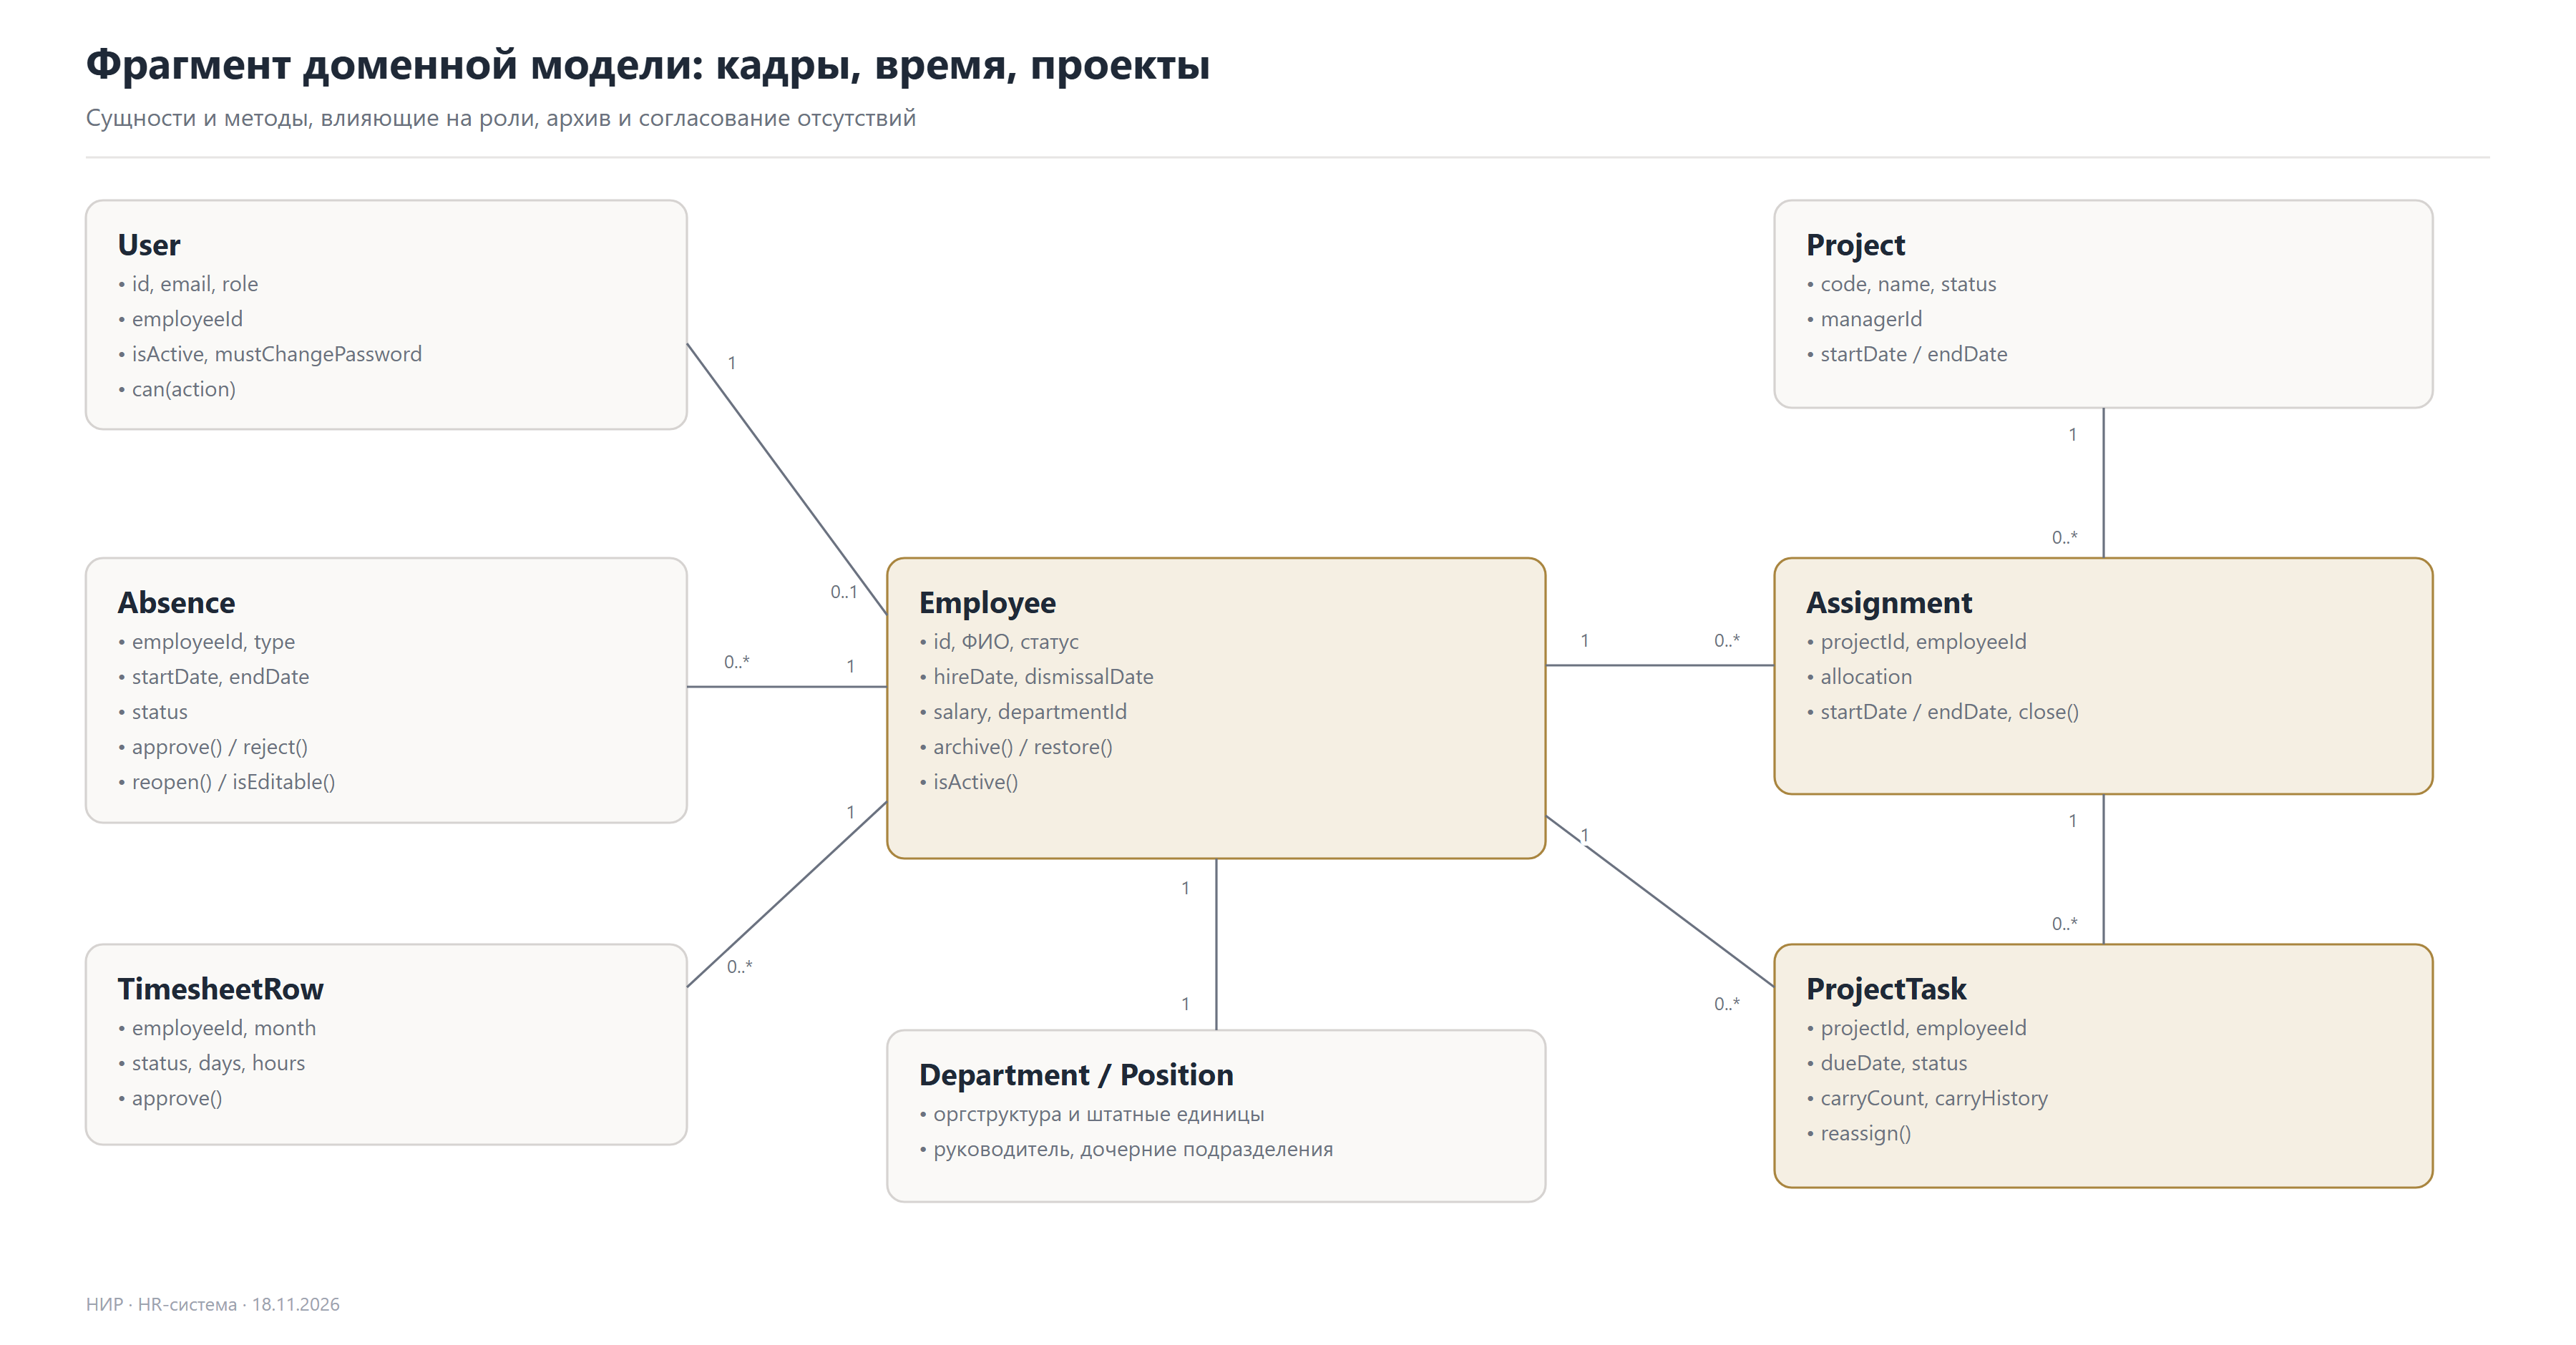 Фрагмент доменной модели: кадры, время, проекты
Сущности и методы, влияющие на роли, архив и согласование отсутствий
User
• id, email, role
• employeeId
• isActive, mustChangePassword
• can(action)
Project
• code, name, status
• managerId
• startDate / endDate
1
0..1
1
0..*
Absence
• employeeId, type
• startDate, endDate
• status
• approve() / reject()
• reopen() / isEditable()
0..*
1
Employee
• id, ФИО, статус
• hireDate, dismissalDate
• salary, departmentId
• archive() / restore()
• isActive()
1
0..*
Assignment
• projectId, employeeId
• allocation
• startDate / endDate, close()
1
0..*
1
1
1
0..*
1
0..*
TimesheetRow
• employeeId, month
• status, days, hours
• approve()
Department / Position
• оргструктура и штатные единицы
• руководитель, дочерние подразделения
ProjectTask
• projectId, employeeId
• dueDate, status
• carryCount, carryHistory
• reassign()
НИР · HR-система · 18.11.2026